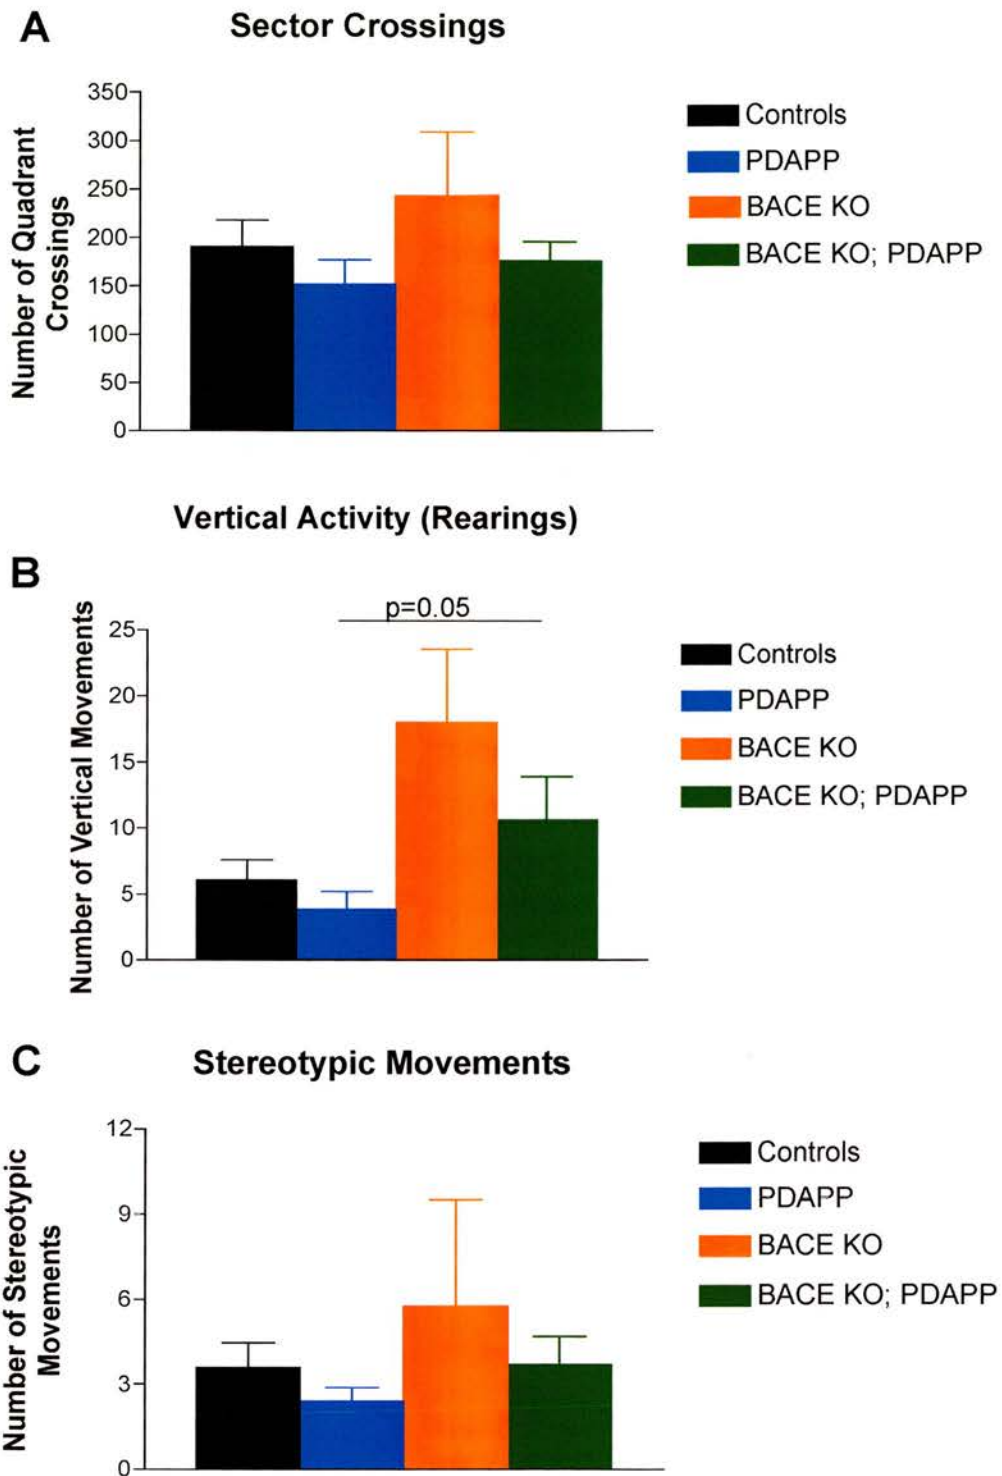 A
Sector Crossings
Number of Quadrant
Crossings
350
300
250
200
150
100
50
0
Controls
PDAPP
BACE KO
BACE KO; PDAPP
Vertical Activity (Rearings)
B
p=0.05
Number of Vertical Movements
25
20
15
10
5
0
Controls
PDAPP
BACE KO
BACE KO; PDAPP
C
Stereotypic Movements
Number of Stereotypic
Movements
12
9
6
3
0
Controls
PDAPP
BACE KO
BACE KO; PDAPP